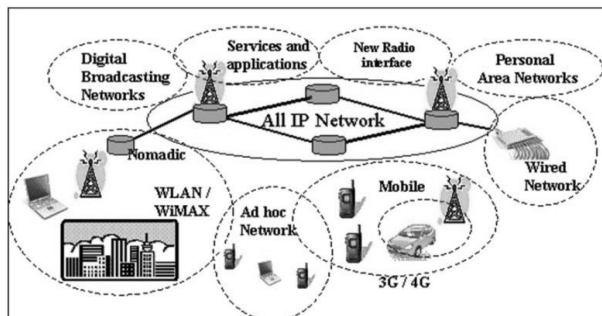 Digital
Broadcasting
Networks
Services and
applications
New Radio
interface
Personal
Area Networks
All IP Network
Nomadic
WLAN /
WiMAX
Ad hoc
Network
Mobile
3G / 4G
Wired
Network